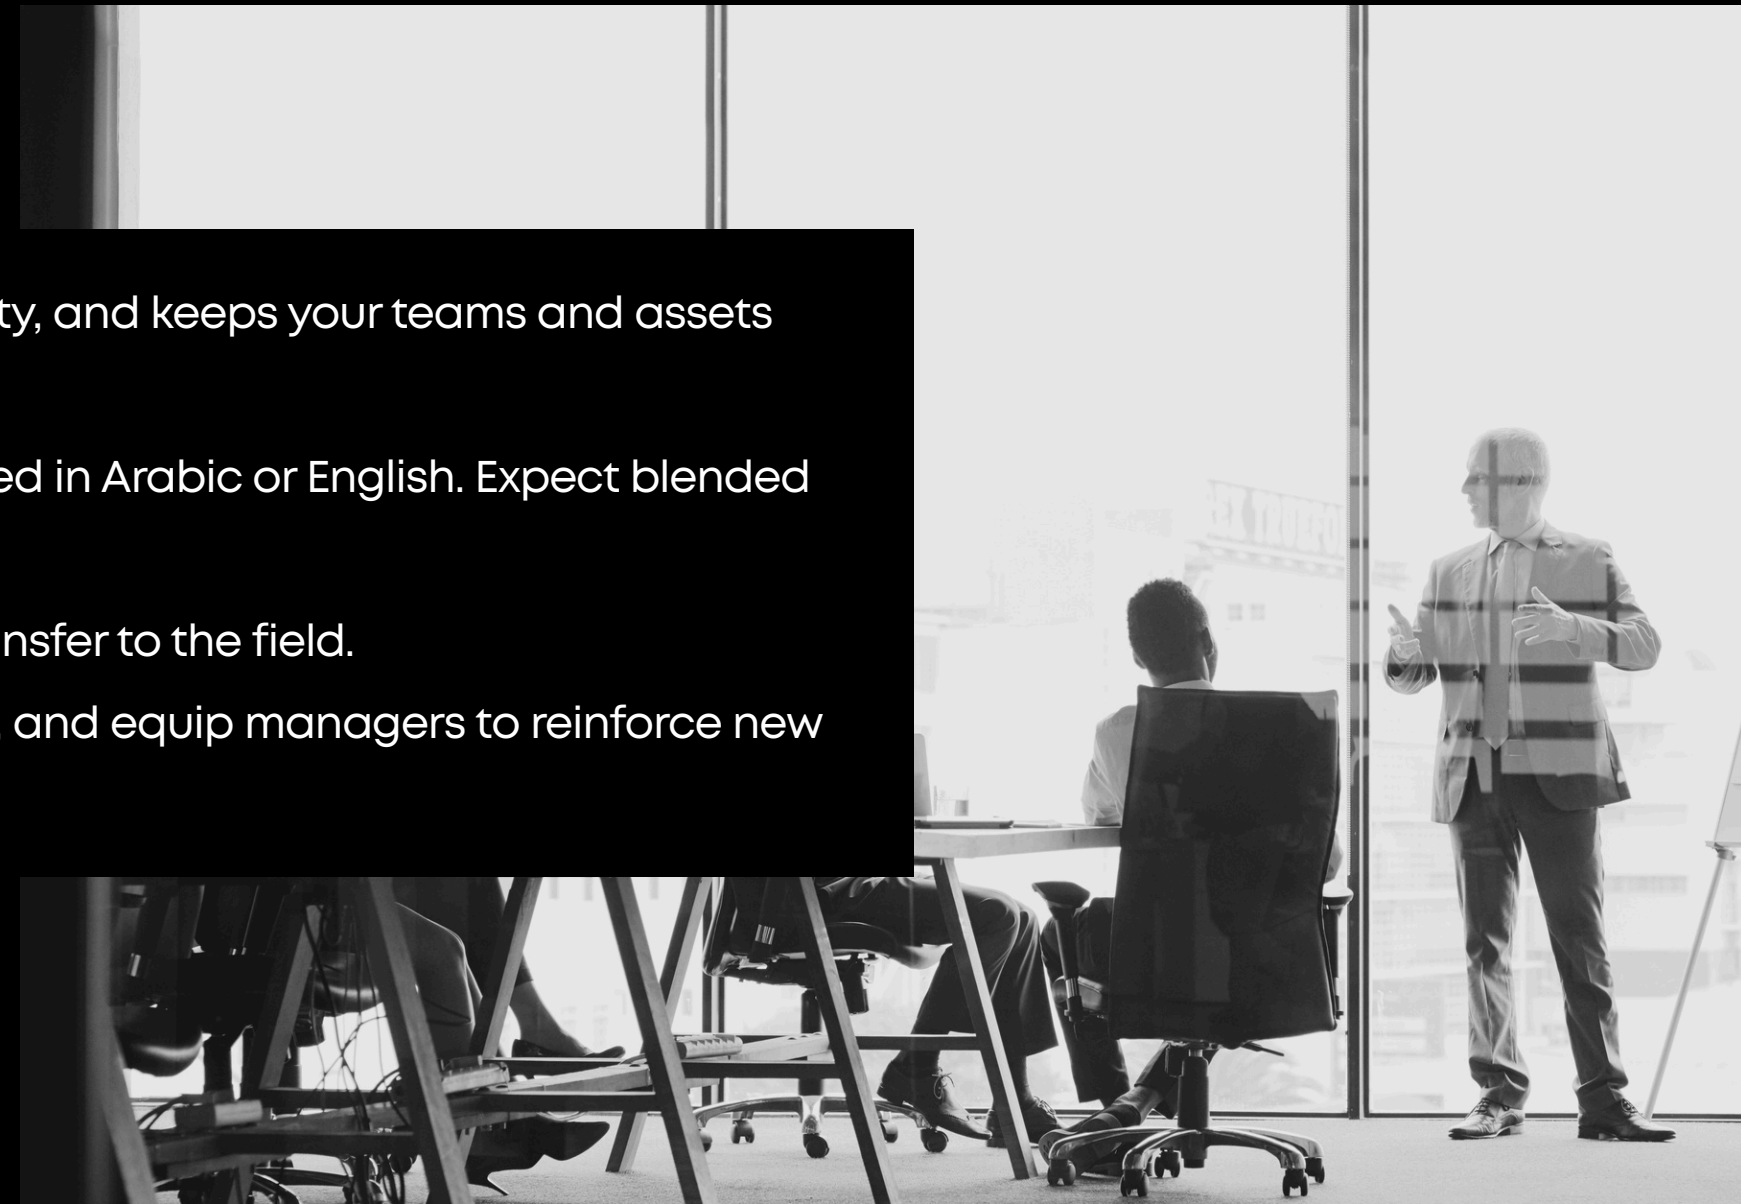 ty, and keeps your teams and assets
ed in Arabic or English. Expect blended
nsfer to the field.
and equip managers to reinforce new